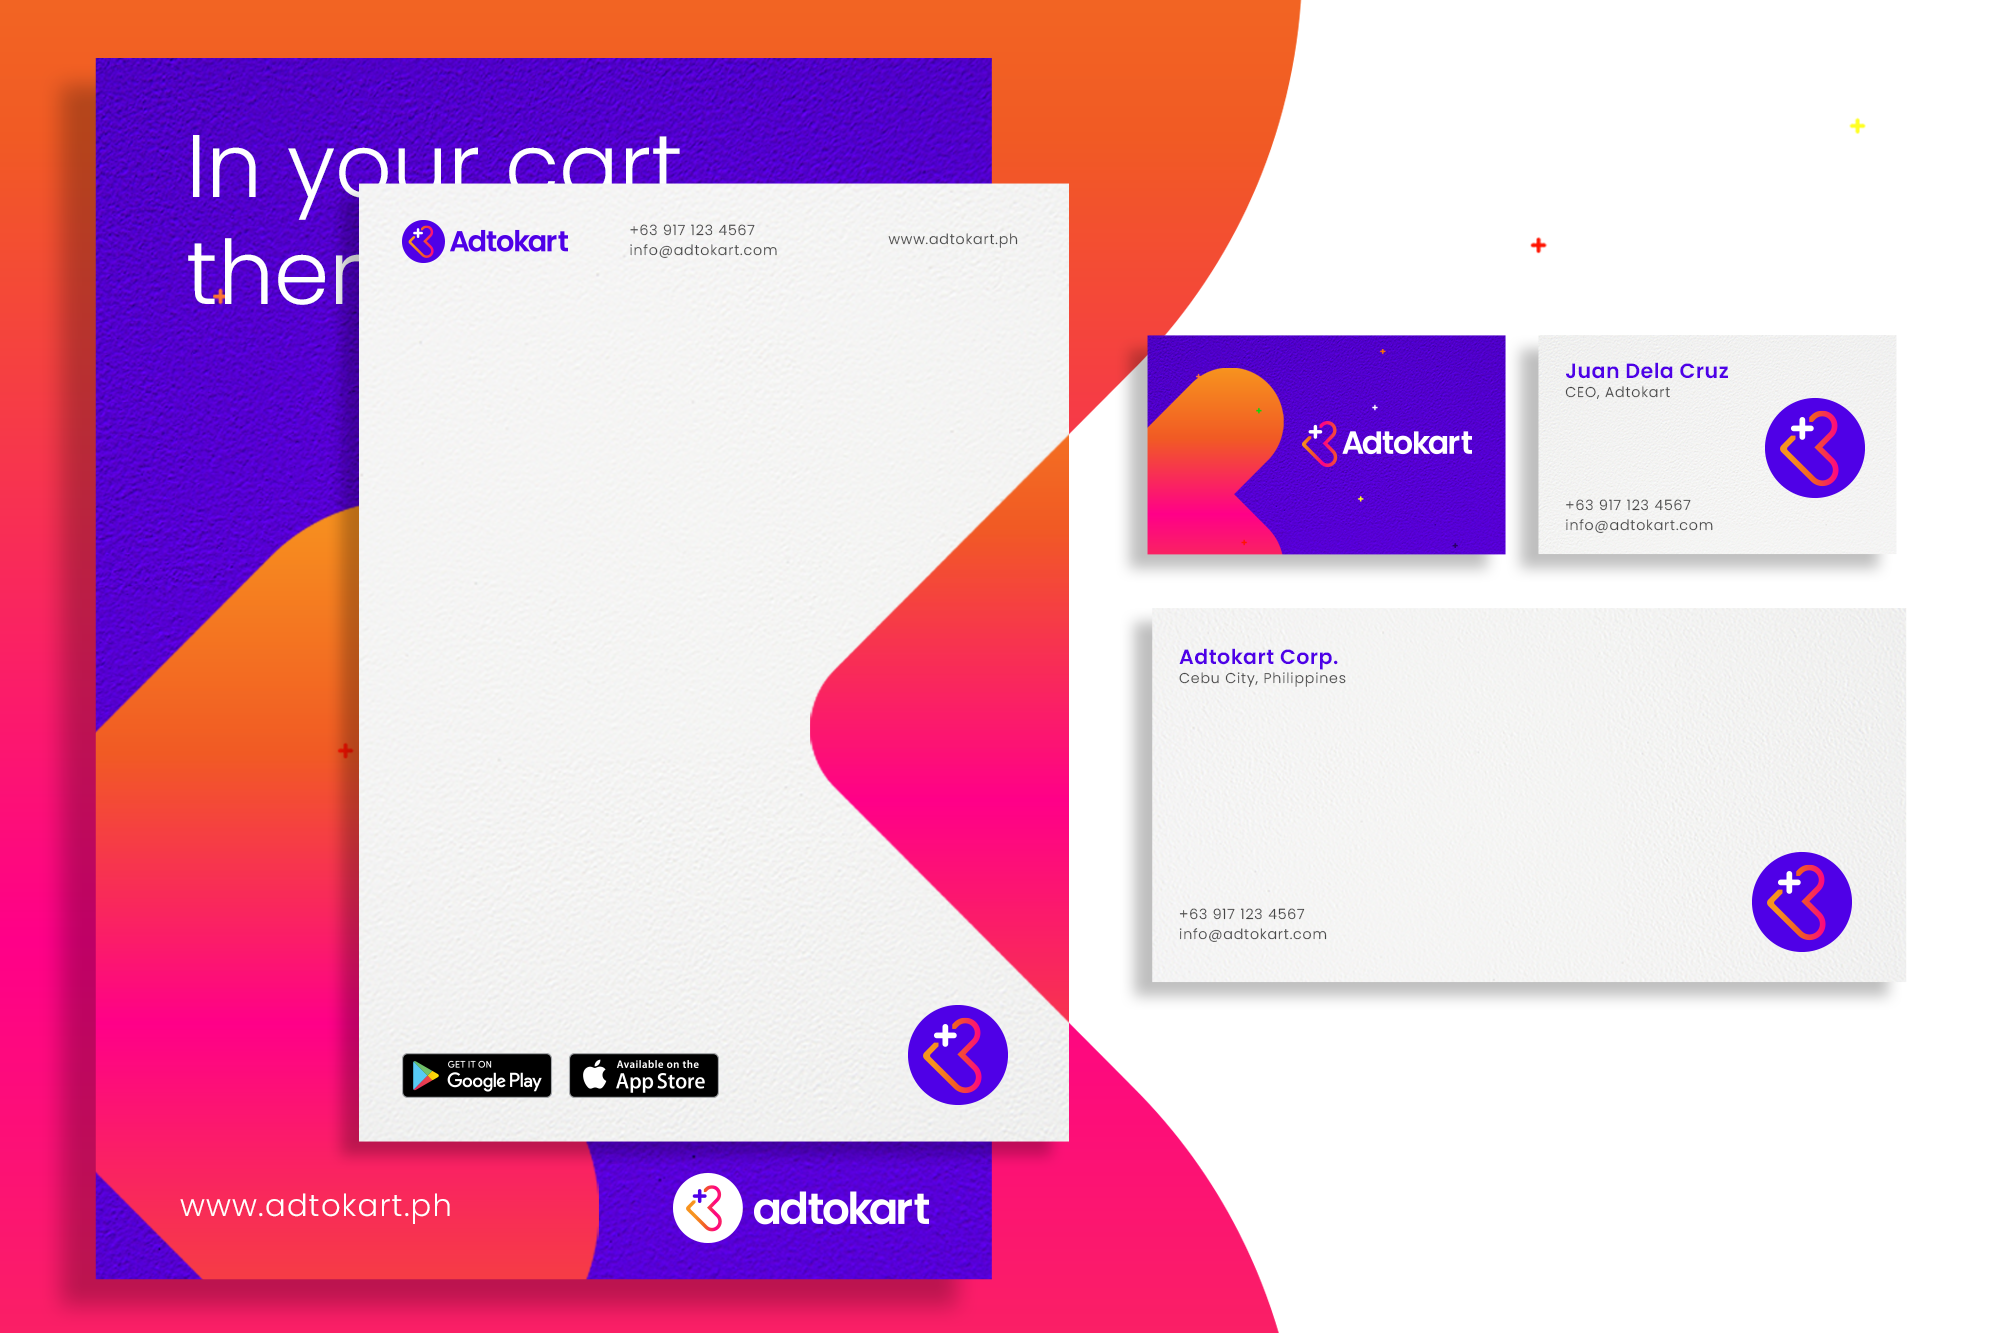 In your cart
Adtokart
+63 917 123 4567
info@adtokart.com
www.adtokart.ph
GET IT ON
Google Play
Available on the
App Store
www.adtokart.ph
adtokart
Adtokart
Juan Dela Cruz
CEO, Adtokart
+63 917 123 4567
info@adtokart.com
Adtokart Corp.
Cebu City, Philippines
+63 917 123 4567
info@adtokart.com